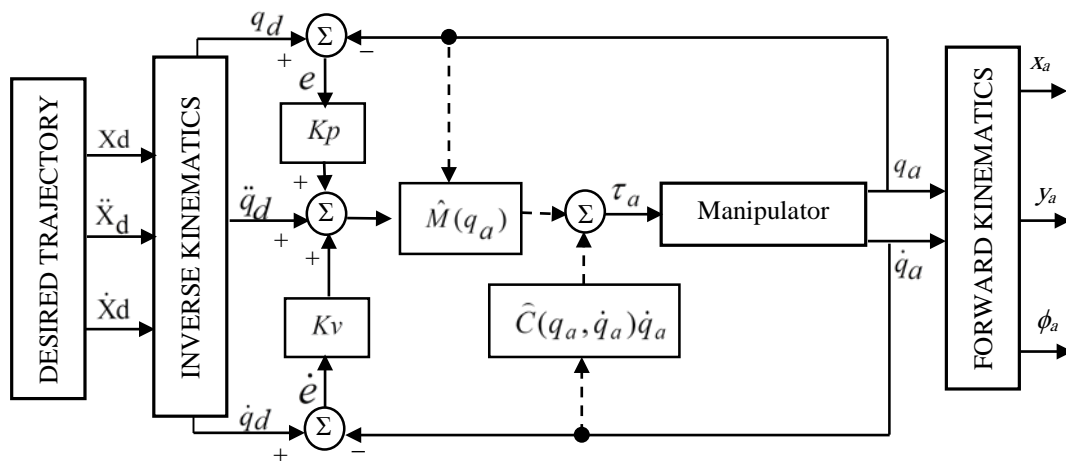 DESIRED TRAJECTORY
Xd
Ẍd
Ẋd
INVERSE KINEMATICS
q_d
+
Σ
−
e
Kp
+
q̈_d
+
Σ
+
Kv
ė
q̇_d
+
Σ
−
M̂(q_a)
Σ
τ_a
Ĉ(q_a, q̇_a)q̇_a
Manipulator
q_a
q̇_a
FORWARD KINEMATICS
x_a
y_a
ϕ_a